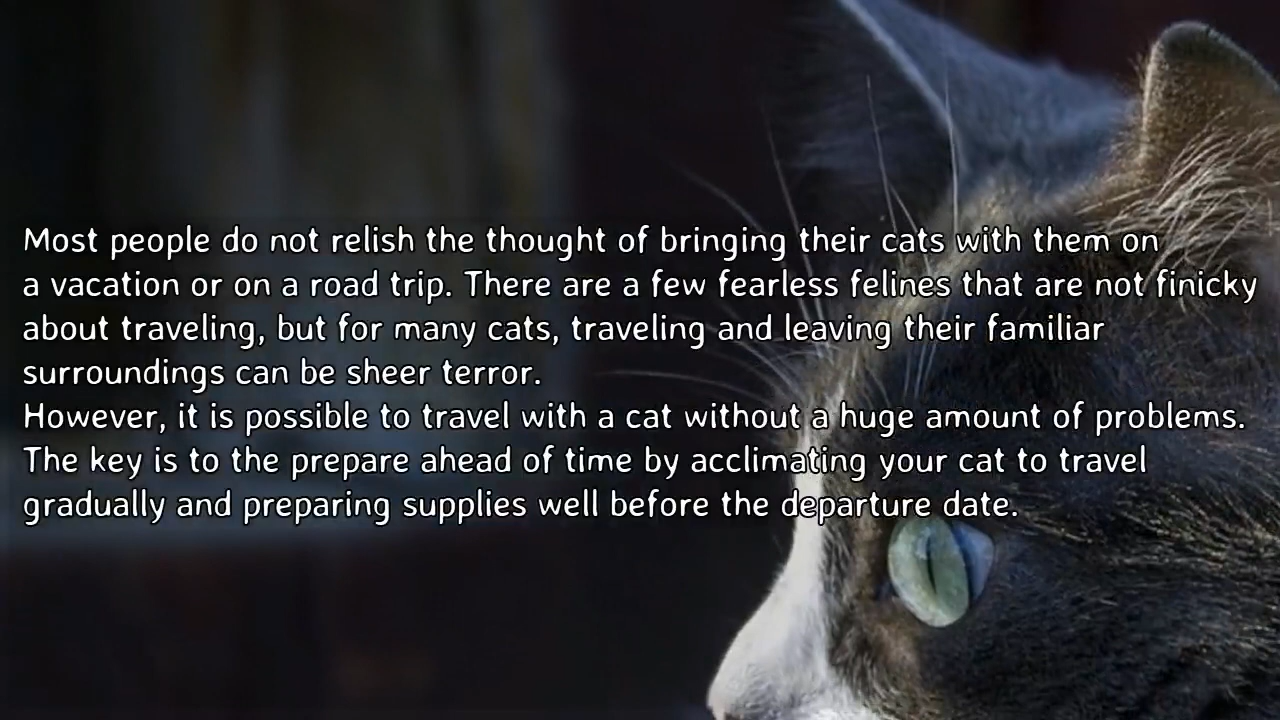 Most people do not relish the thought of bringing their cats with them on
a vacation or on a road trip. There are a few fearless felines that are not finicky
about traveling, but for many cats, traveling and leaving their familiar
surroundings can be sheer terror.
However, it is possible to travel with a cat without a huge amount of problems.
The key is to the prepare ahead of time by acclimating your cat to travel
gradually and preparing supplies well before the departure date.